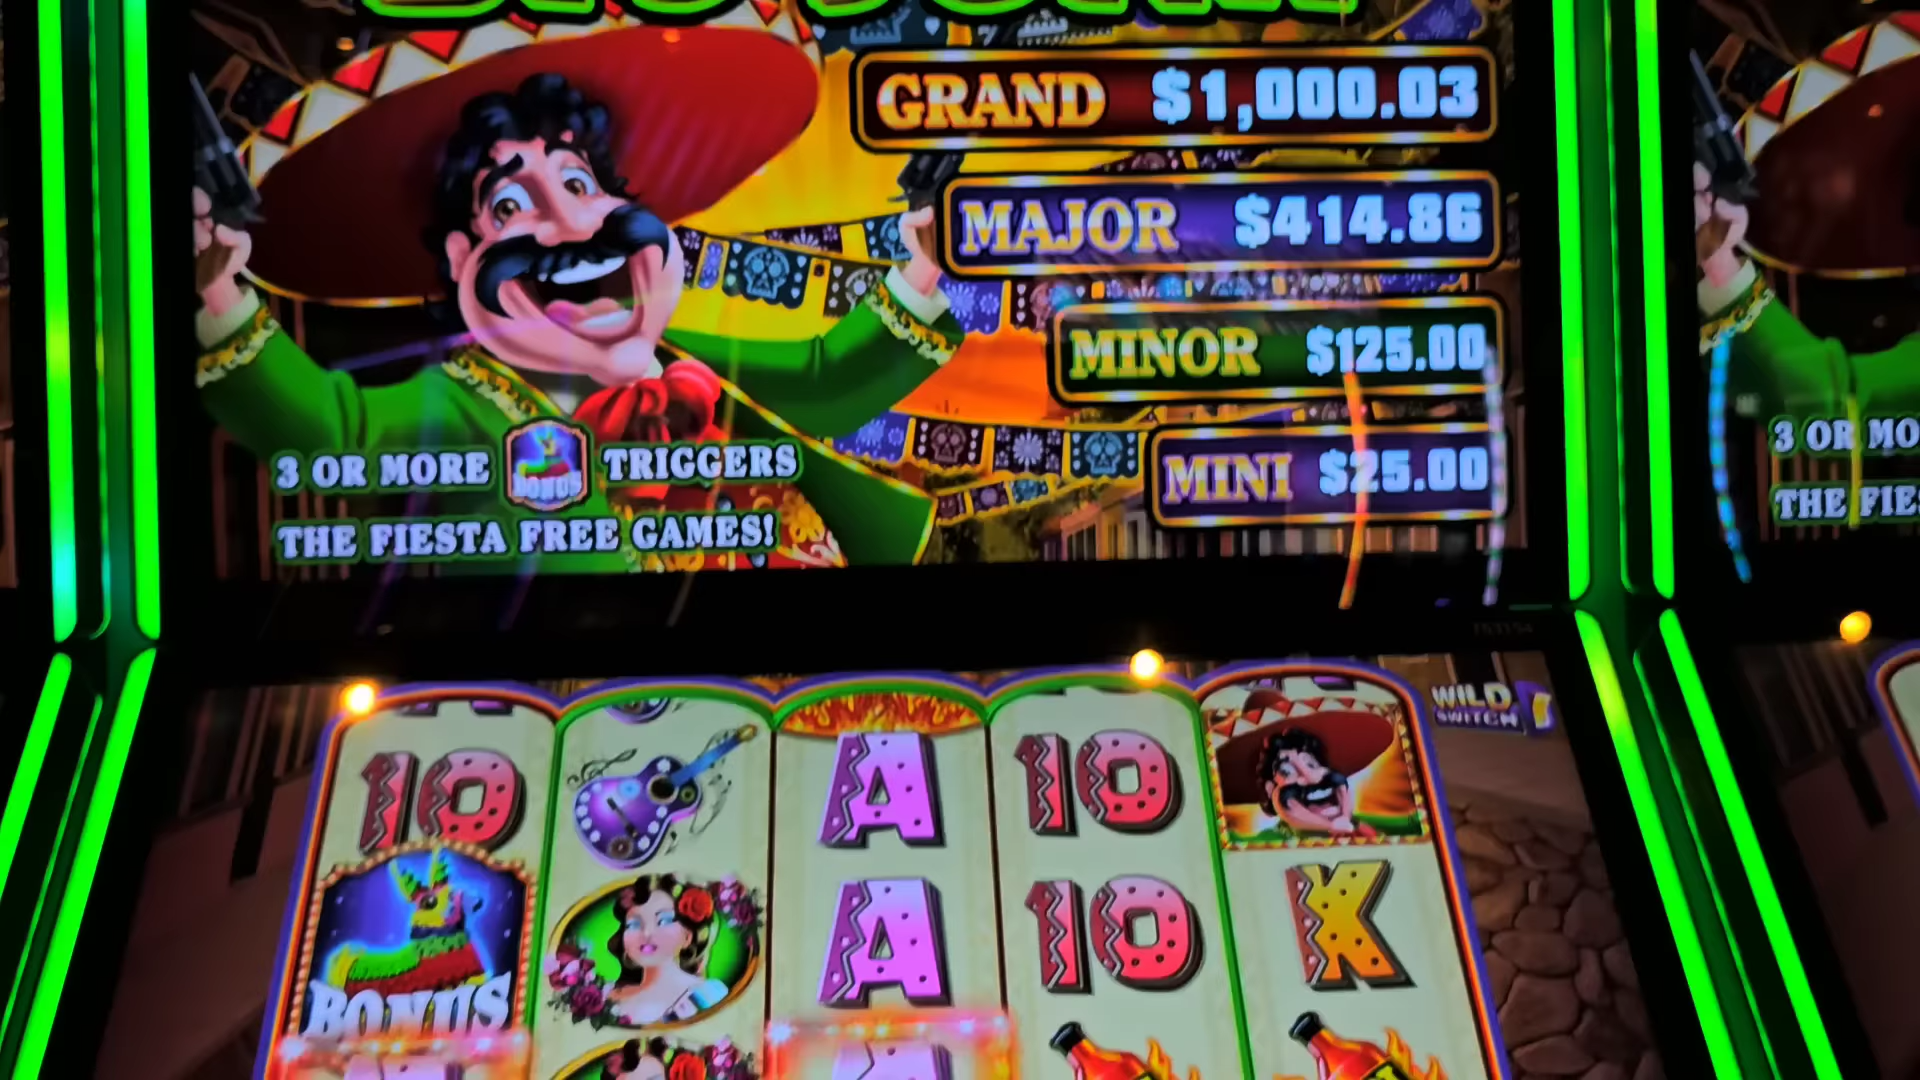 GRAND $1,000.03
MAJOR $414.86
MINOR $125.00
MINI $25.00
3 OR MORE BONUS TRIGGERS
THE FIESTA FREE GAMES!
3 OR MO
THE FIES
WILD
SWITCH
10 A 10
BONUS A 10 K
A